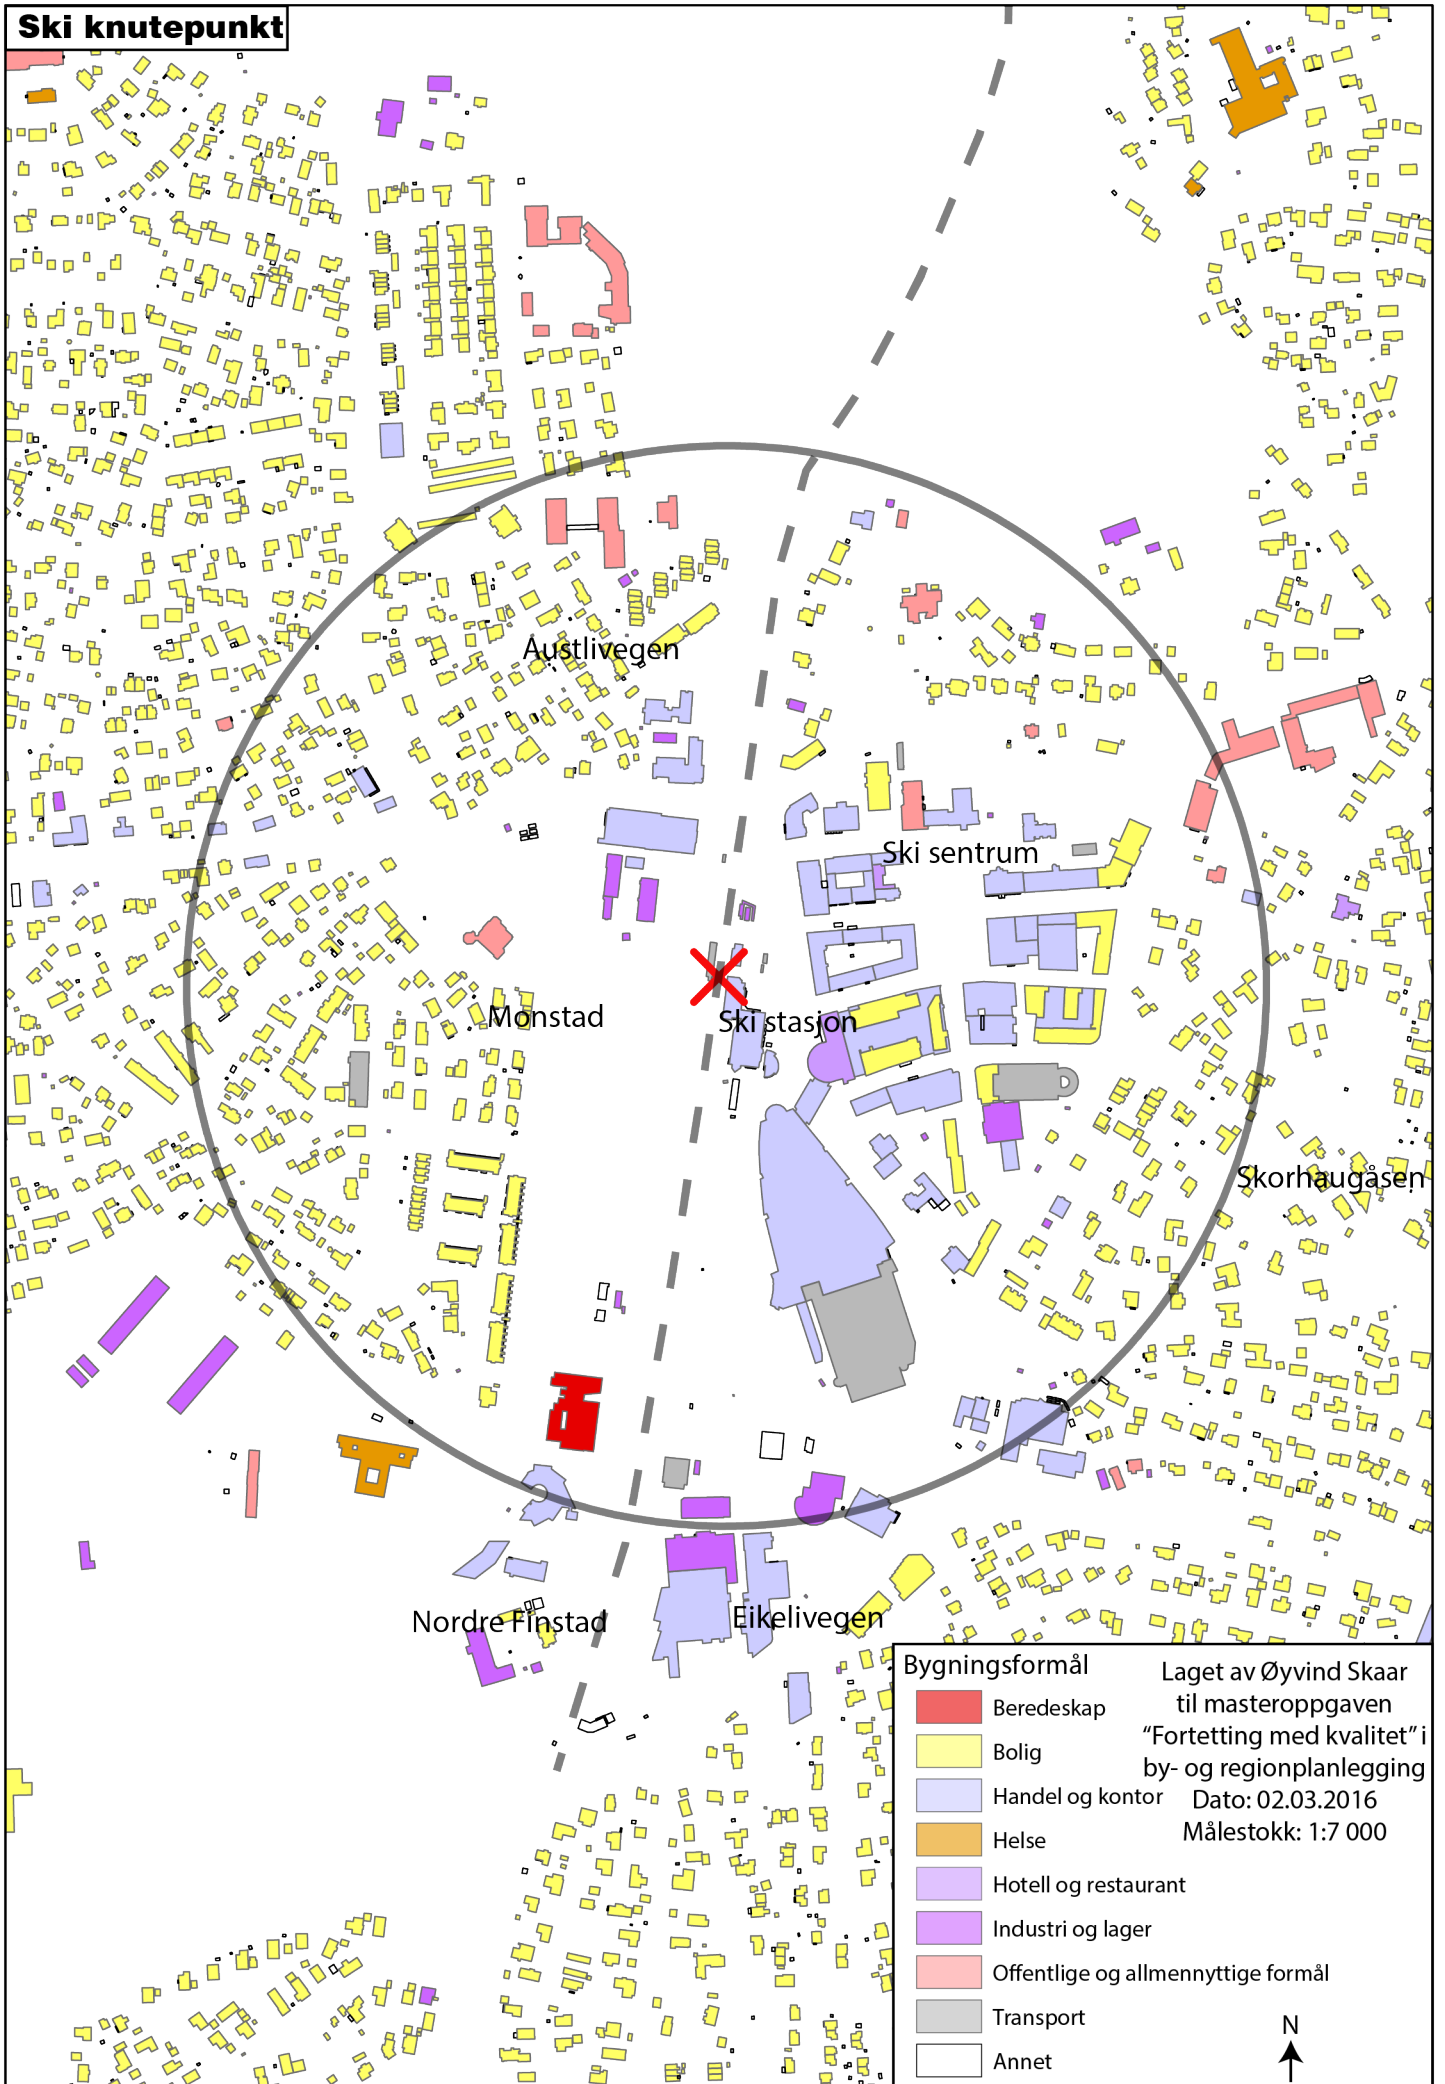 Ski knutepunkt
Austlivegen
Ski sentrum
Monstad
Ski stasjon
Skorhaugåsen
Nordre Finstad
Eikelivegen
Bygningsformål
Beredeskap
Bolig
Handel og kontor
Helse
Hotell og restaurant
Industri og lager
Offentlige og allmennyttige formål
Transport
Annet
Laget av Øyvind Skaar
til masteroppgaven
“Fortetting med kvalitet” i
by- og regionplanlegging
Dato: 02.03.2016
Målestokk: 1:7 000
N